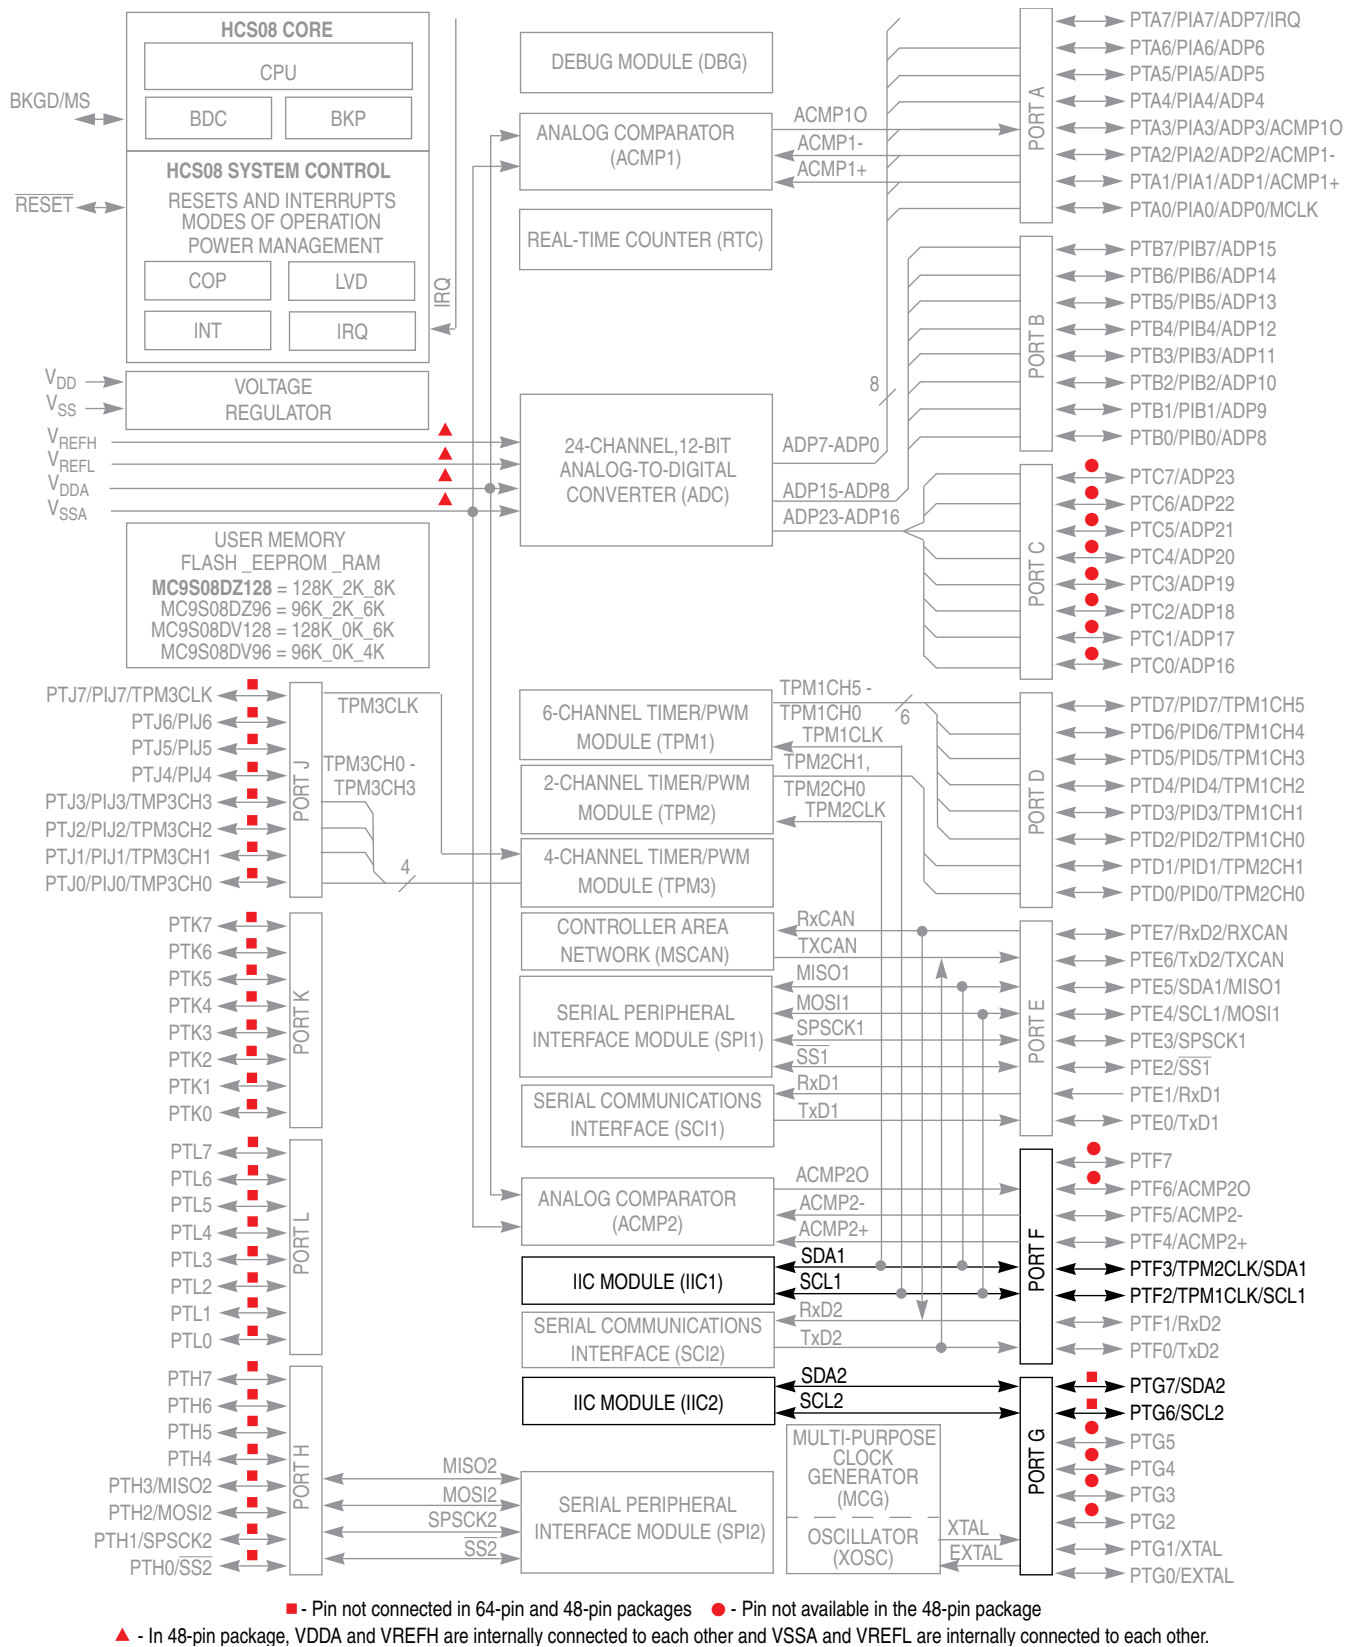 HCS08 CORE
CPU
BDC
BKP
BKGD/MS
HCS08 SYSTEM CONTROL
RESETS AND INTERRUPTS
MODES OF OPERATION
POWER MANAGEMENT
COP
LVD
INT
IRQ
RESET
IRQ
VOLTAGE
REGULATOR
VDD
VSS
VREFH
VREFL
VDDA
VSSA
USER MEMORY
FLASH _EEPROM _RAM
MC9S08DZ128 = 128K_2K_8K
MC9S08DZ96 = 96K_2K_6K
MC9S08DV128 = 128K_0K_6K
MC9S08DV96 = 96K_0K_4K
DEBUG MODULE (DBG)
ANALOG COMPARATOR
(ACMP1)
ACMP1O
ACMP1-
ACMP1+
REAL-TIME COUNTER (RTC)
24-CHANNEL,12-BIT
ANALOG-TO-DIGITAL
CONVERTER (ADC)
8
ADP7-ADP0
ADP15-ADP8
ADP23-ADP16
PORT A
PTA7/PIA7/ADP7/IRQ
PTA6/PIA6/ADP6
PTA5/PIA5/ADP5
PTA4/PIA4/ADP4
PTA3/PIA3/ADP3/ACMP1O
PTA2/PIA2/ADP2/ACMP1-
PTA1/PIA1/ADP1/ACMP1+
PTA0/PIA0/ADP0/MCLK
PORT B
PTB7/PIB7/ADP15
PTB6/PIB6/ADP14
PTB5/PIB5/ADP13
PTB4/PIB4/ADP12
PTB3/PIB3/ADP11
PTB2/PIB2/ADP10
PTB1/PIB1/ADP9
PTB0/PIB0/ADP8
PORT C
PTC7/ADP23
PTC6/ADP22
PTC5/ADP21
PTC4/ADP20
PTC3/ADP19
PTC2/ADP18
PTC1/ADP17
PTC0/ADP16
PTJ7/PIJ7/TPM3CLK
PTJ6/PIJ6
PTJ5/PIJ5
PTJ4/PIJ4
PTJ3/PIJ3/TMP3CH3
PTJ2/PIJ2/TPM3CH2
PTJ1/PIJ1/TPM3CH1
PTJ0/PIJ0/TMP3CH0
PORT J
TPM3CLK
TPM3CH0 -
TPM3CH3
4
6-CHANNEL TIMER/PWM
MODULE (TPM1)
TPM1CH5 -
TPM1CH0
6
TPM1CLK
2-CHANNEL TIMER/PWM
MODULE (TPM2)
TPM2CH1,
TPM2CH0
TPM2CLK
4-CHANNEL TIMER/PWM
MODULE (TPM3)
PORT D
PTD7/PID7/TPM1CH5
PTD6/PID6/TPM1CH4
PTD5/PID5/TPM1CH3
PTD4/PID4/TPM1CH2
PTD3/PID3/TPM1CH1
PTD2/PID2/TPM1CH0
PTD1/PID1/TPM2CH1
PTD0/PID0/TPM2CH0
PTK7
PTK6
PTK5
PTK4
PTK3
PTK2
PTK1
PTK0
PORT K
CONTROLLER AREA
NETWORK (MSCAN)
RxCAN
TXCAN
SERIAL PERIPHERAL
INTERFACE MODULE (SPI1)
MISO1
MOSI1
SPSCK1
SS1
SERIAL COMMUNICATIONS
INTERFACE (SCI1)
RxD1
TxD1
PORT E
PTE7/RxD2/RXCAN
PTE6/TxD2/TXCAN
PTE5/SDA1/MISO1
PTE4/SCL1/MOSI1
PTE3/SPSCK1
PTE2/SS1
PTE1/RxD1
PTE0/TxD1
PTL7
PTL6
PTL5
PTL4
PTL3
PTL2
PTL1
PTL0
PORT L
ANALOG COMPARATOR
(ACMP2)
ACMP2O
ACMP2-
ACMP2+
IIC MODULE (IIC1)
SDA1
SCL1
SERIAL COMMUNICATIONS
INTERFACE (SCI2)
RxD2
TxD2
PORT F
PTF7
PTF6/ACMP2O
PTF5/ACMP2-
PTF4/ACMP2+
PTF3/TPM2CLK/SDA1
PTF2/TPM1CLK/SCL1
PTF1/RxD2
PTF0/TxD2
PTH7
PTH6
PTH5
PTH4
PTH3/MISO2
PTH2/MOSI2
PTH1/SPSCK2
PTH0/SS2
PORT H
MISO2
MOSI2
SPSCK2
SS2
IIC MODULE (IIC2)
SDA2
SCL2
SERIAL PERIPHERAL
INTERFACE MODULE (SPI2)
MULTI-PURPOSE
CLOCK
GENERATOR
(MCG)
OSCILLATOR
(XOSC)
XTAL
EXTAL
PORT G
PTG7/SDA2
PTG6/SCL2
PTG5
PTG4
PTG3
PTG2
PTG1/XTAL
PTG0/EXTAL
- Pin not connected in 64-pin and 48-pin packages - Pin not available in the 48-pin package
- In 48-pin package, VDDA and VREFH are internally connected to each other and VSSA and VREFL are internally connected to each other.